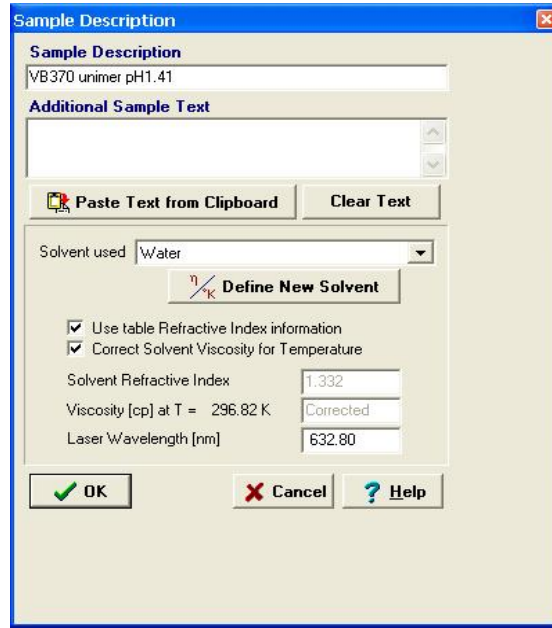 Sample Description
Sample Description
VB370 unimer pH1.41
Additional Sample Text
Paste Text from Clipboard Clear Text
Solvent used Water
η/°K Define New Solvent
Use table Refractive Index information
Correct Solvent Viscosity for Temperature
Solvent Refractive Index 1.332
Viscosity [cp] at T = 296.82 K Corrected
Laser Wavelength [nm] 632.80
OK Cancel ? Help